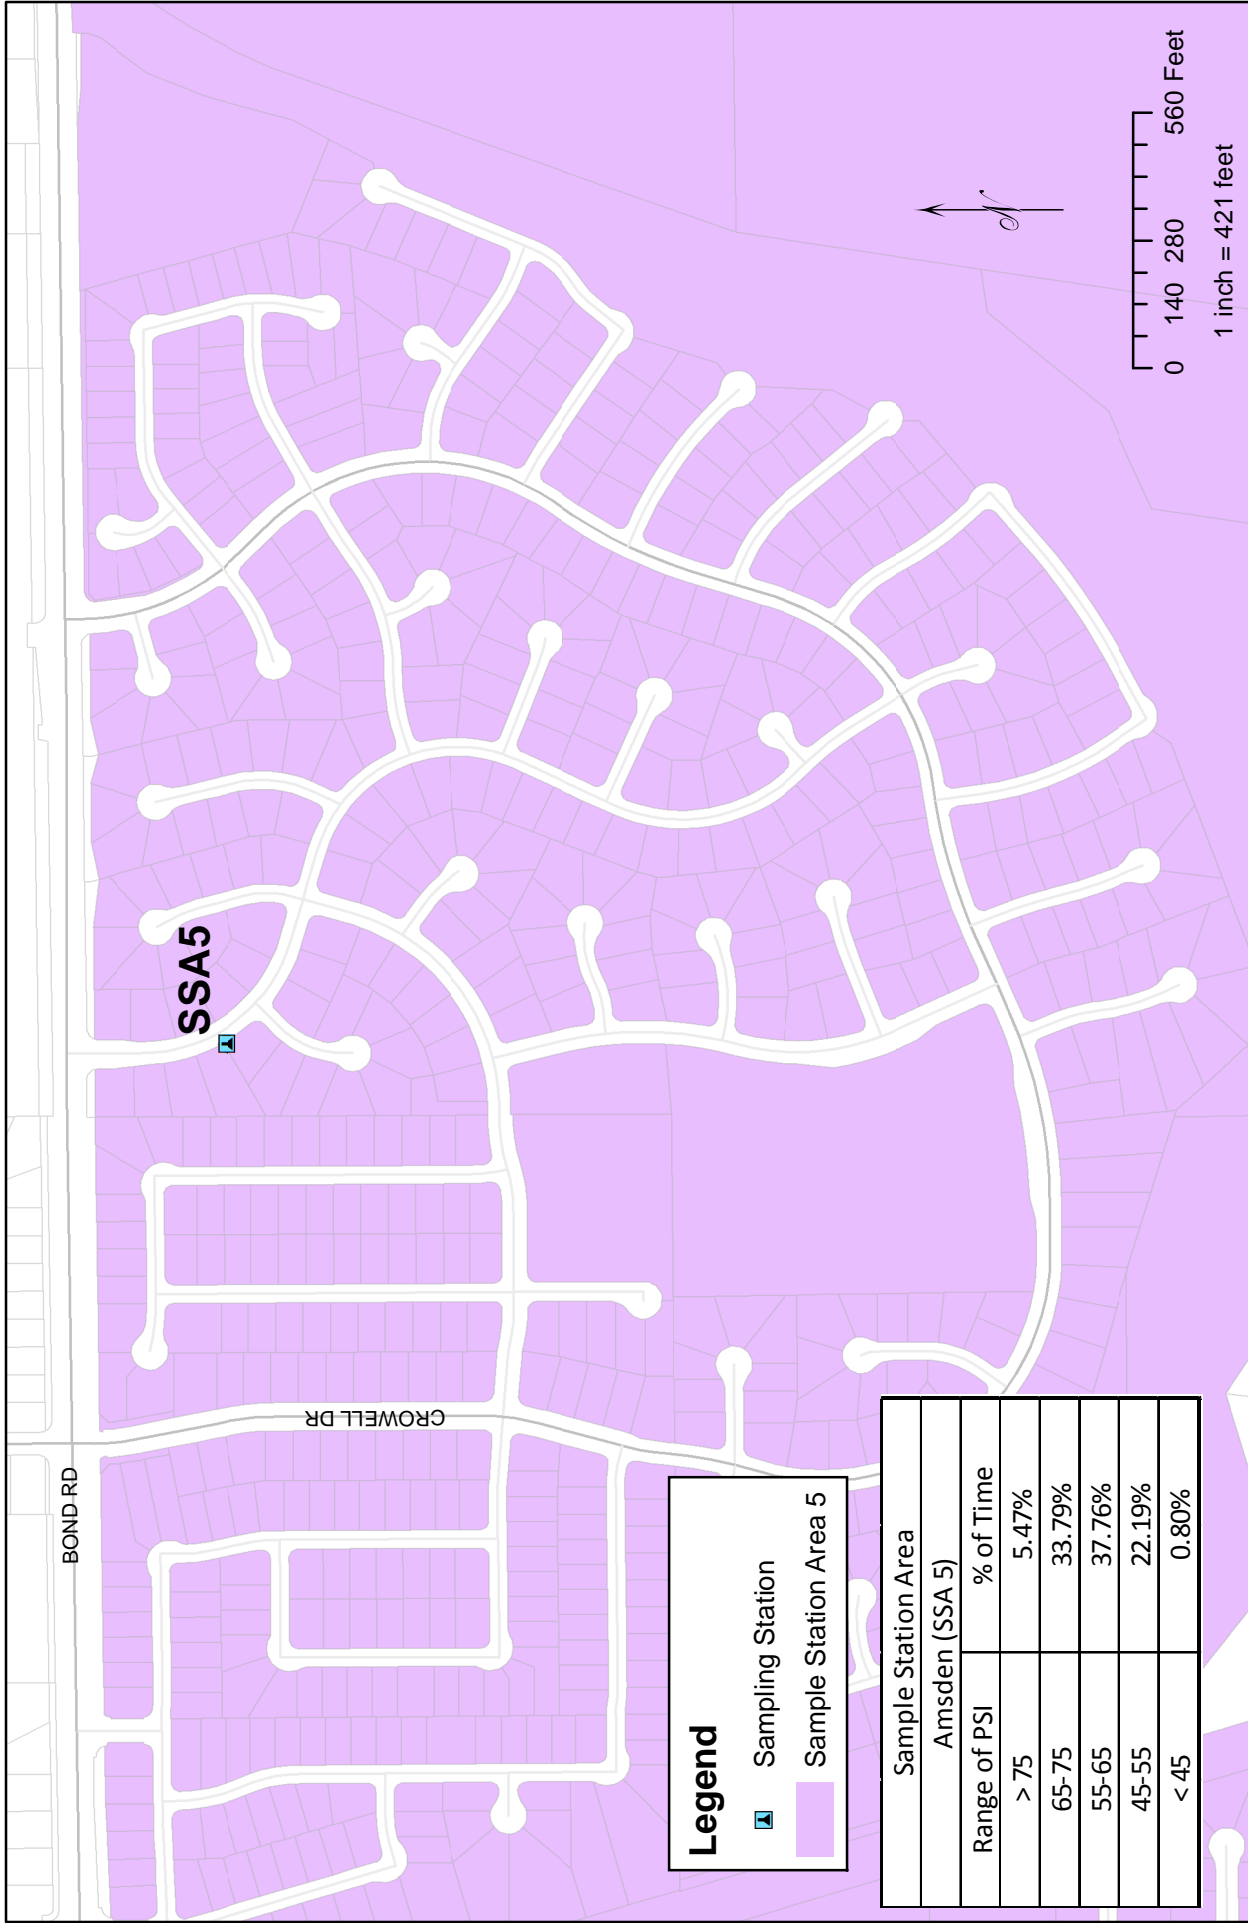 BOND RD
CROWELL DR
SSA5
Legend
Sampling Station
Sample Station Area 5
Sample Station Area
Amsden (SSA 5)
Range of PSI % of Time
> 75 5.47%
65-75 33.79%
55-65 37.76%
45-55 22.19%
< 45 0.80%
N
0 140 280 560 Feet
1 inch = 421 feet